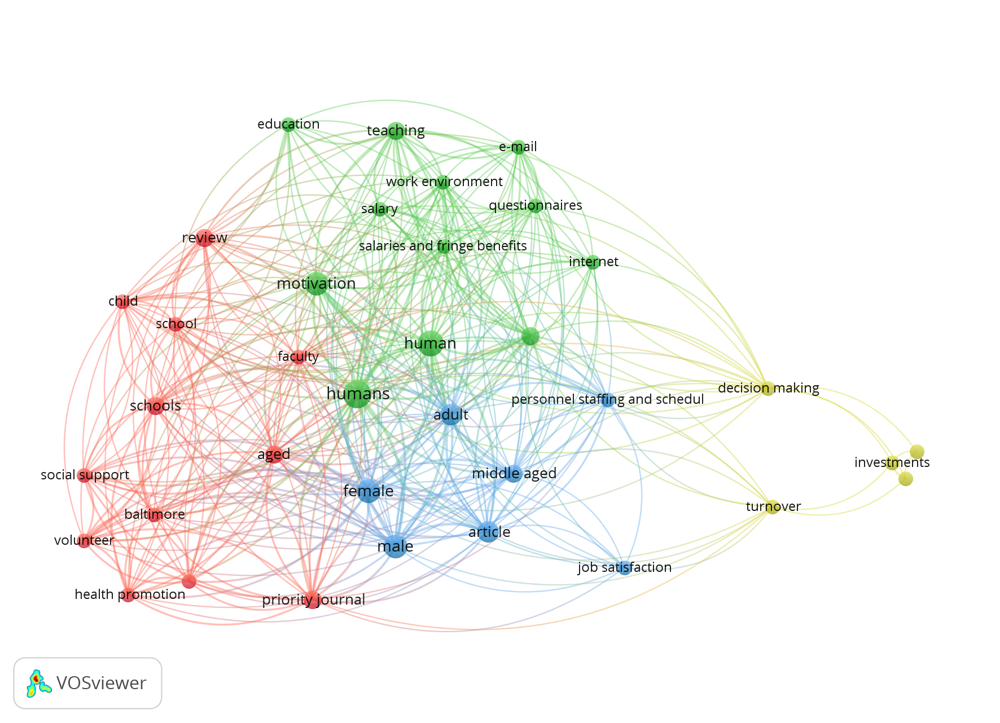 education
teaching
e-mail
work environment
questionnaires
salary
review
salaries and fringe benefits
internet
motivation
child
school
human
faculty
humans
decision making
personnel staffing and schedul
schools
adult
aged
investments
social support
middle aged
female
turnover
baltimore
article
volunteer
male
job satisfaction
health promotion
priority journal
VOSviewer